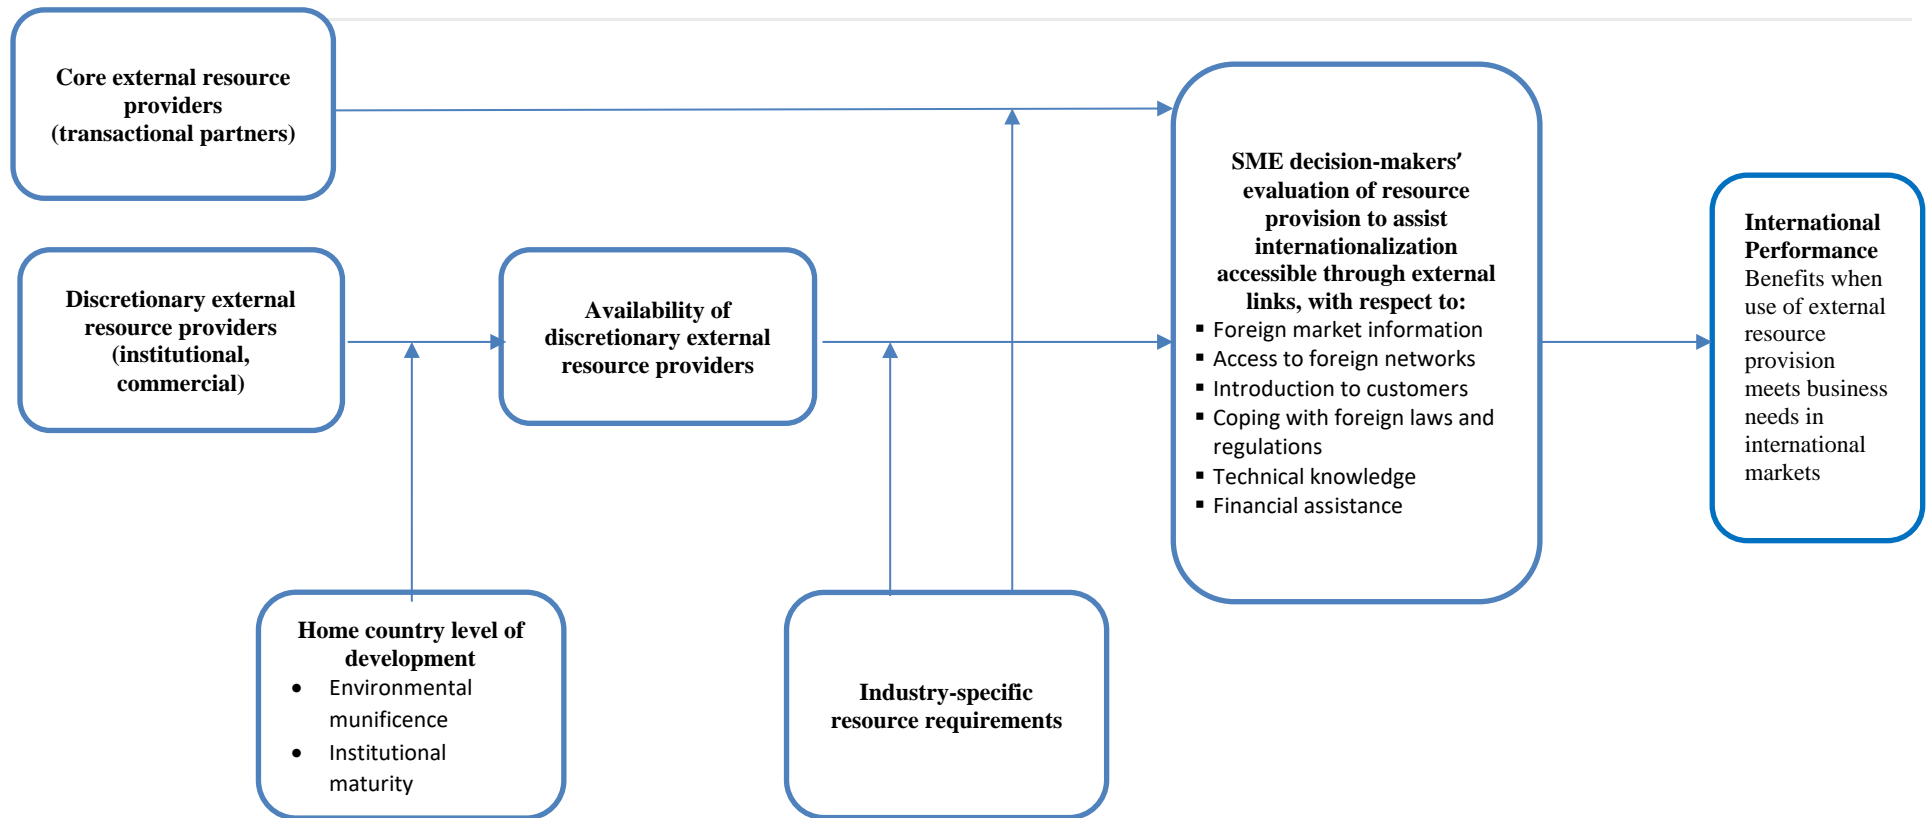 Core external resource
providers
(transactional partners)
Discretionary external
resource providers
(institutional,
commercial)
Availability of
discretionary external
resource providers
SME decision-makers’
evaluation of resource
provision to assist
internationalization
accessible through external
links, with respect to:
▪ Foreign market information
▪ Access to foreign networks
▪ Introduction to customers
▪ Coping with foreign laws and
regulations
▪ Technical knowledge
▪ Financial assistance
International
Performance
Benefits when
use of external
resource
provision
meets business
needs in
international
markets
Home country level of
development
• Environmental
munificence
• Institutional
maturity
Industry-specific
resource requirements